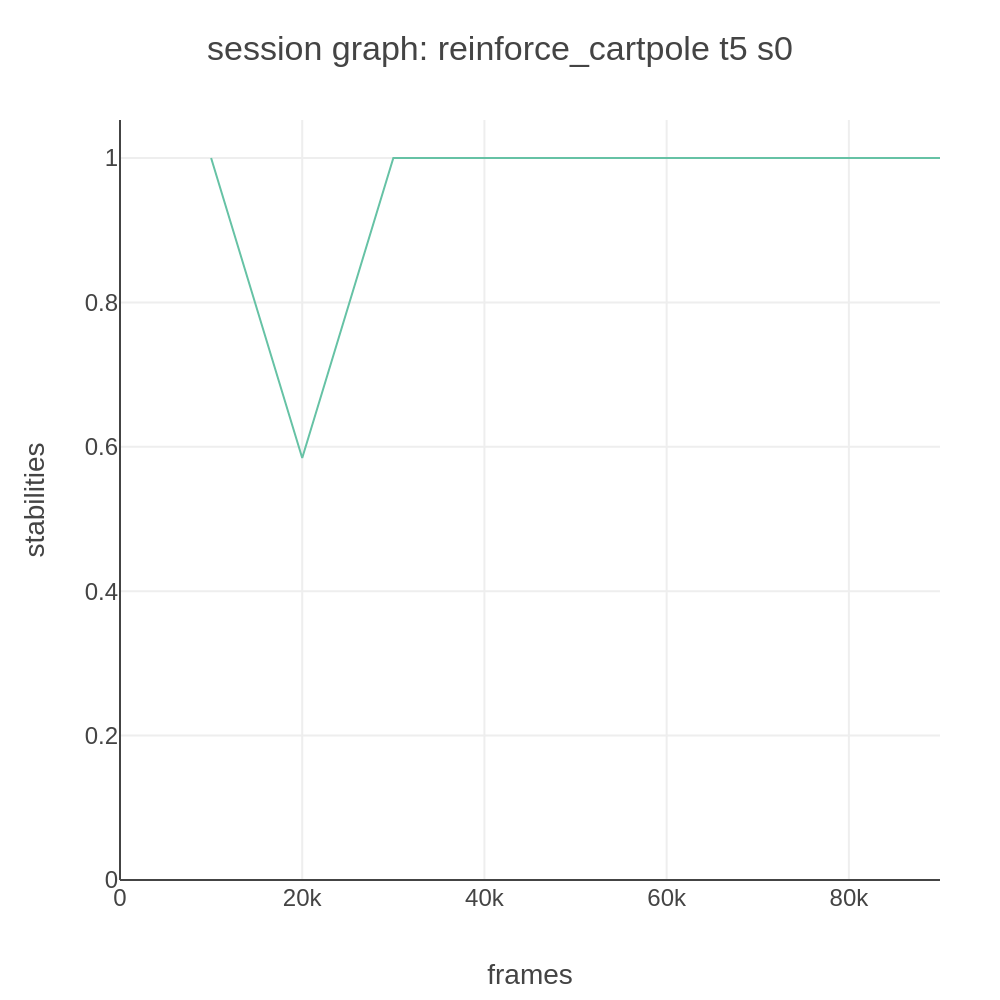 session graph: reinforce_cartpole t5 s0
1
0.8
0.6
0.4
0.2
0
stabilities
0
20k
40k
60k
80k
frames